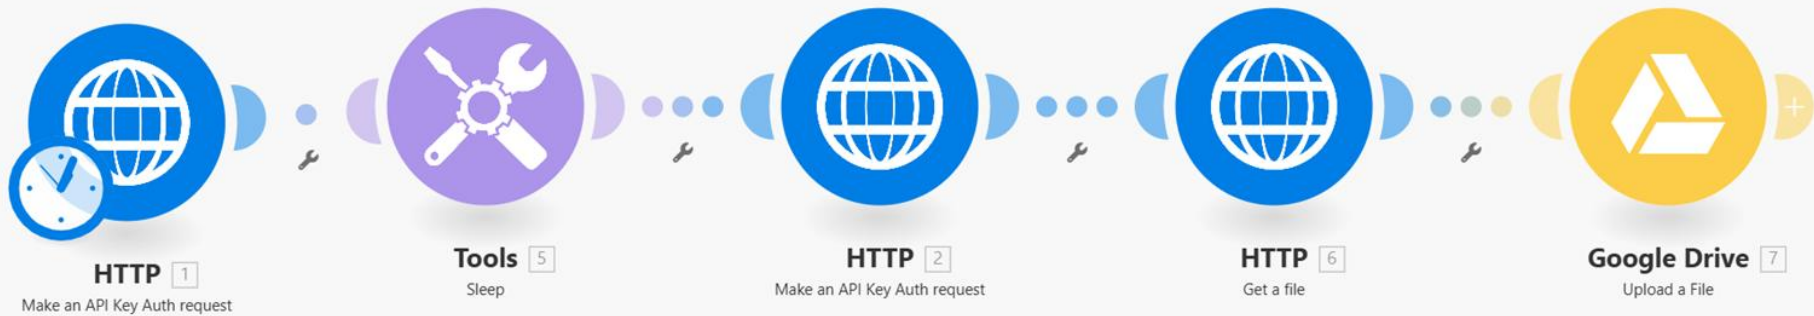 HTTP 1
Make an API Key Auth request
Tools 5
Sleep
HTTP 2
Make an API Key Auth request
HTTP 6
Get a file
Google Drive 7
Upload a File